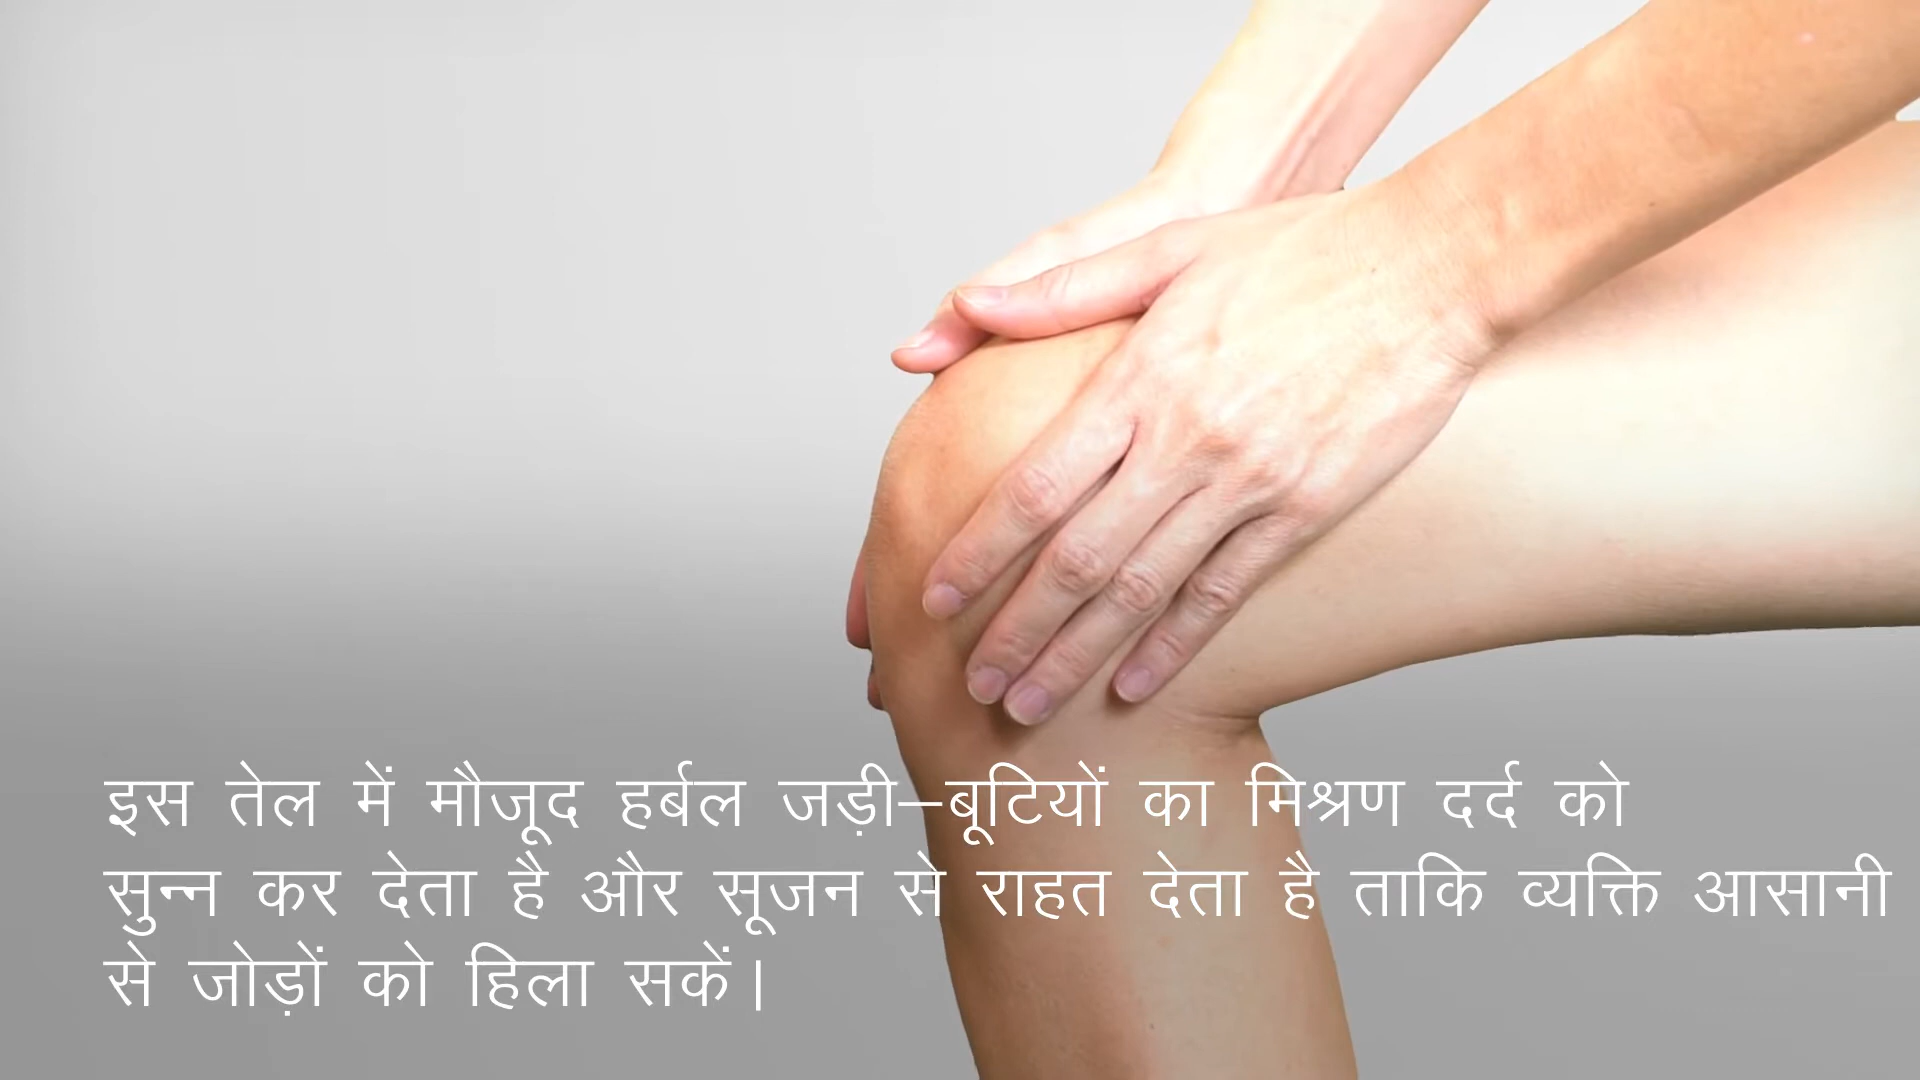 इस तेल में मौजूद हर्बल जड़ी–बूटियों का मिश्रण दर्द को
सुन्न कर देता है और सूजन से राहत देता है ताकि व्यक्ति आसानी
से जोड़ों को हिला सकें।